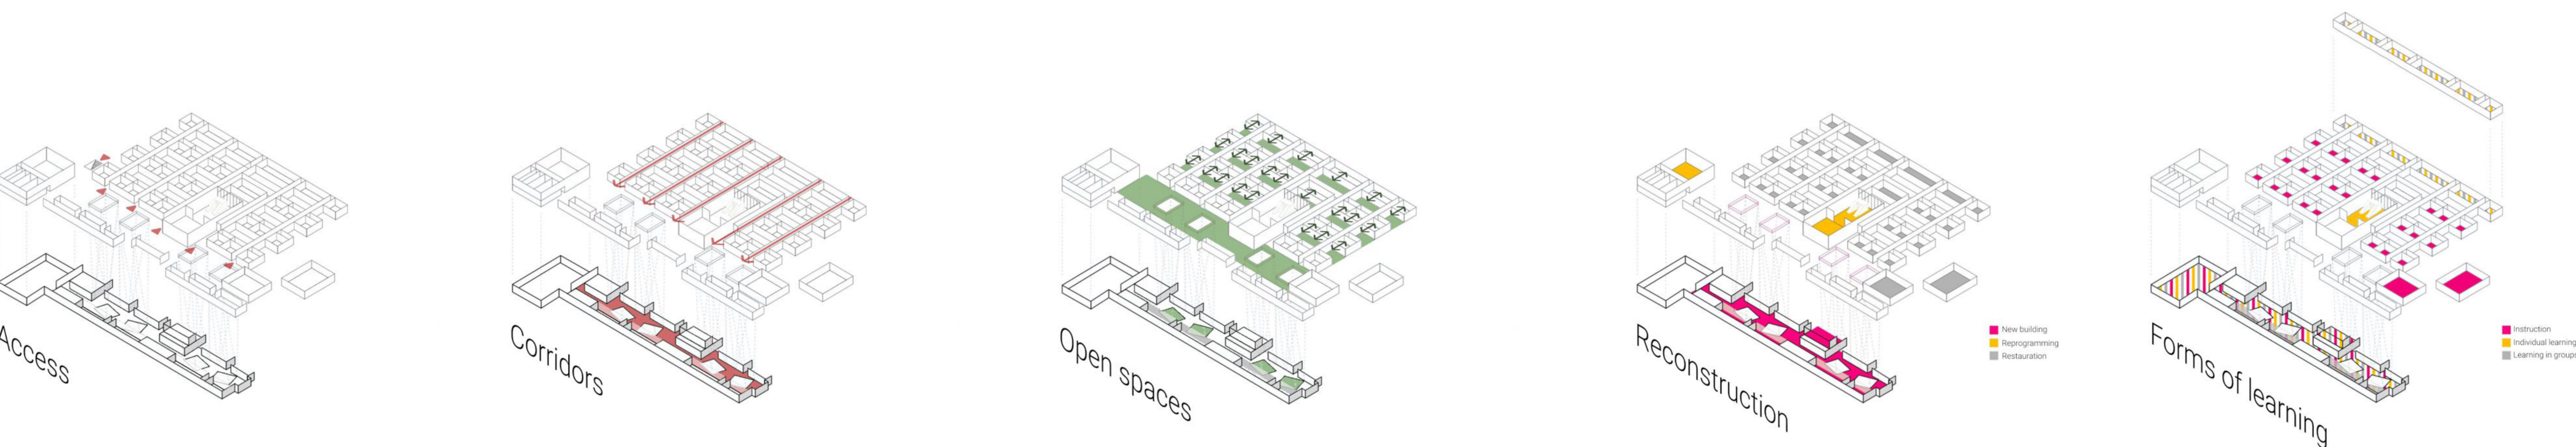 Access
Corridors
Open spaces
Reconstruction
New building
Reprogramming
Restauration
Forms of learning
Instruction
Individual learning
Learning in groups